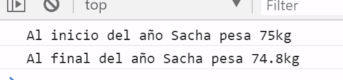 top
Filter
Al inicio del año Sacha pesa 75kg
Al final del año Sacha pesa 74.8kg